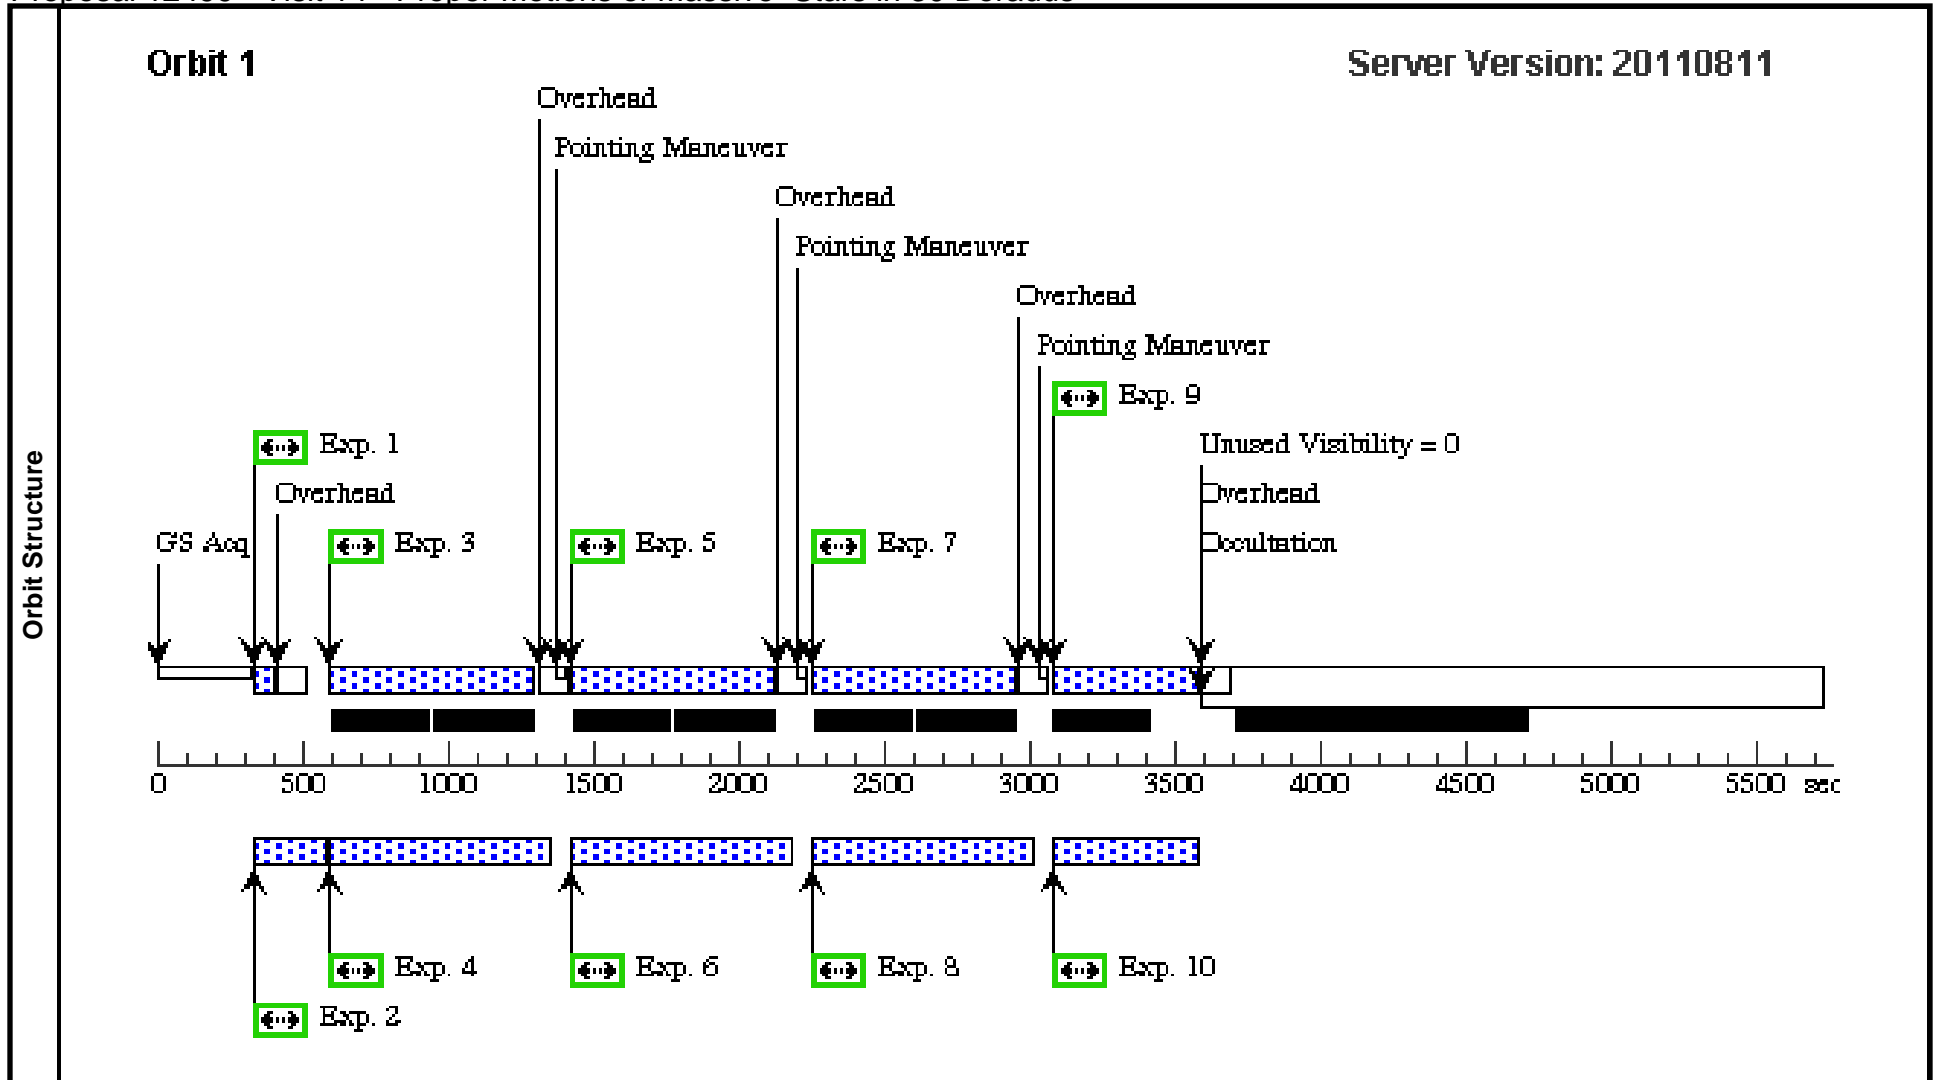 Orbit 1 Server Version: 20110811
Overhead
Pointing Maneuver
Overhead
Pointing Maneuver
Overhead
Pointing Maneuver
Exp. 9
Exp. 1 Unused Visibility = 0
Overhead Overhead
GS Acq Exp. 3 Exp. 5 Exp. 7 Occultation
Orbit Structure
0 500 1000 1500 2000 2500 3000 3500 4000 4500 5000 5500 sec
Exp. 4 Exp. 6 Exp. 8 Exp. 10
Exp. 2